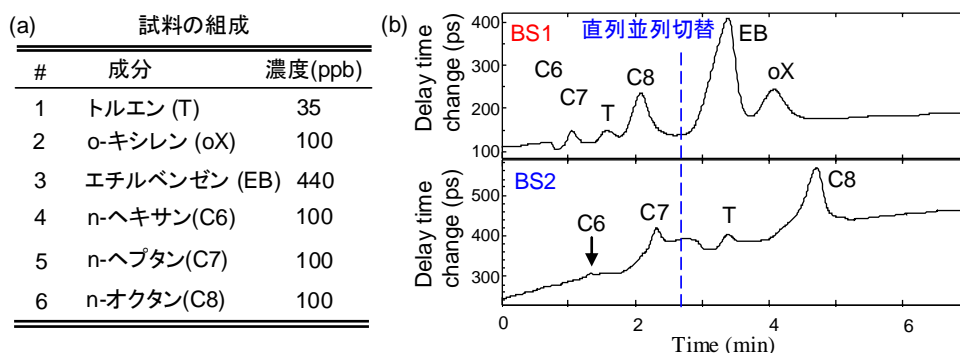 (a) 試料の組成
# 成分 濃度(ppb)
1 トルエン (T) 35
2 o-キシレン (oX) 100
3 エチルベンゼン (EB) 440
4 n-ヘキサン(C6) 100
5 n-ヘプタン(C7) 100
6 n-オクタン(C8) 100
(b)
Delay time
change (ps)
400
300
200
100
BS1
直列並列切替
C6
C7
T
C8
EB
oX
Delay time
change (ps)
500
400
300
BS2
C6
C7
T
C8
0 2 4 6
Time (min)